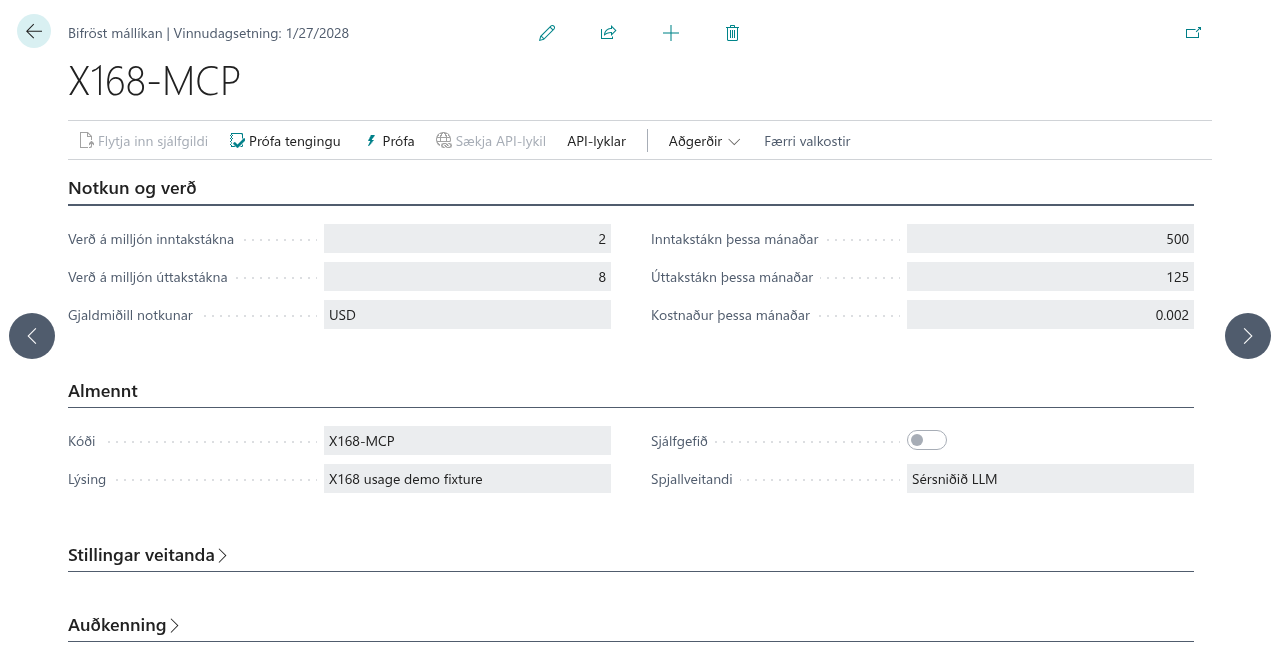 Bifröst mállíkan | Vinnudagsetning: 1/27/2028
X168-MCP
Flytja inn sjálfgildi Prófa tengingu Prófa Sækja API-lykil API-lyklar Aðgerðir Færri valkostir
Notkun og verð
Verð á milljón inntakstákna 2
Inntakstákn þessa mánaðar 500
Verð á milljón úttakstákna 8
Úttakstákn þessa mánaðar 125
Gjaldmiðill notkunar USD
Kostnaður þessa mánaðar 0.002
Almennt
Kóði X168-MCP
Sjálfgefið
Lýsing X168 usage demo fixture
Spjallveitandi Sérsniðið LLM
Stillingar veitanda
Auðkenning